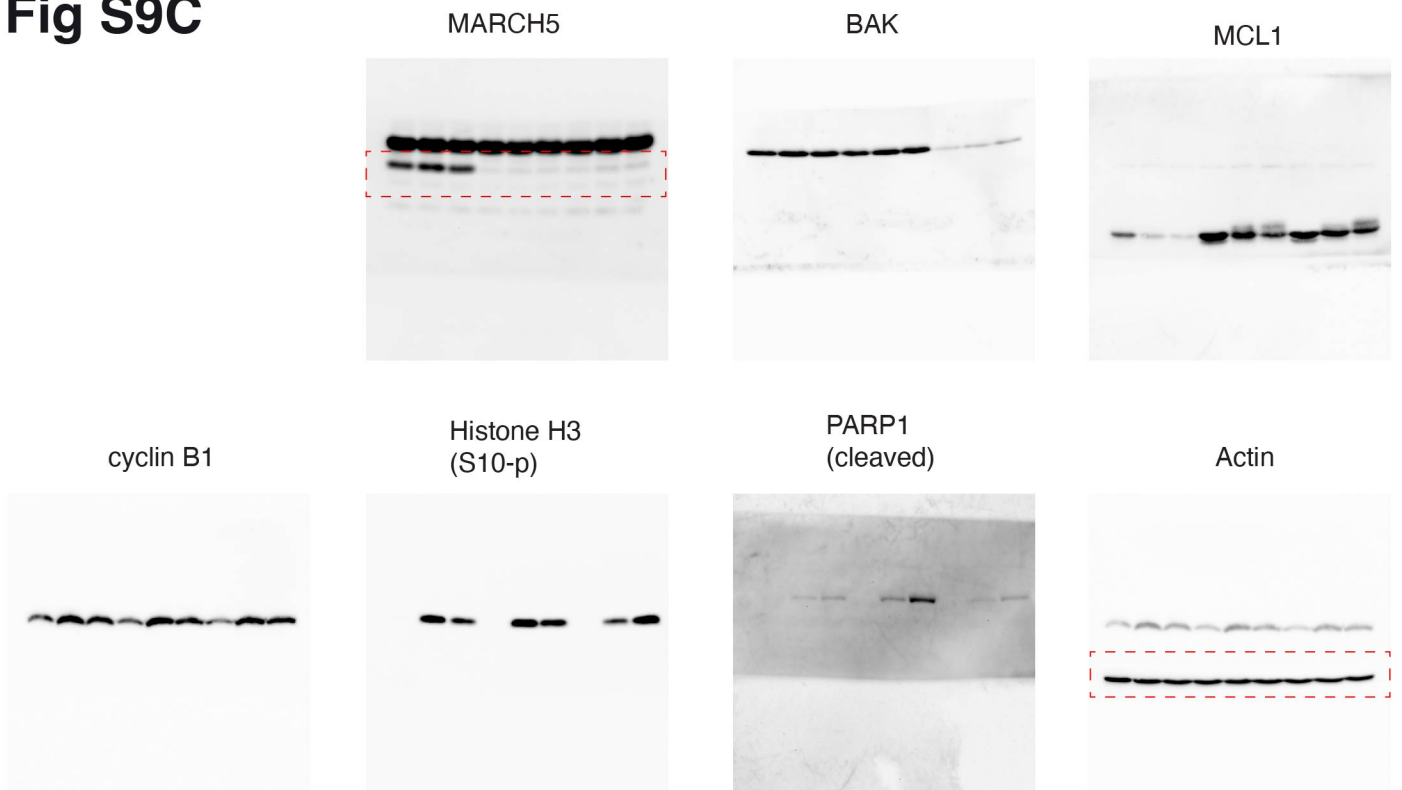 Fig S9C
MARCH5
BAK
MCL1
cyclin B1
Histone H3
(S10-p)
PARP1
(cleaved)
Actin